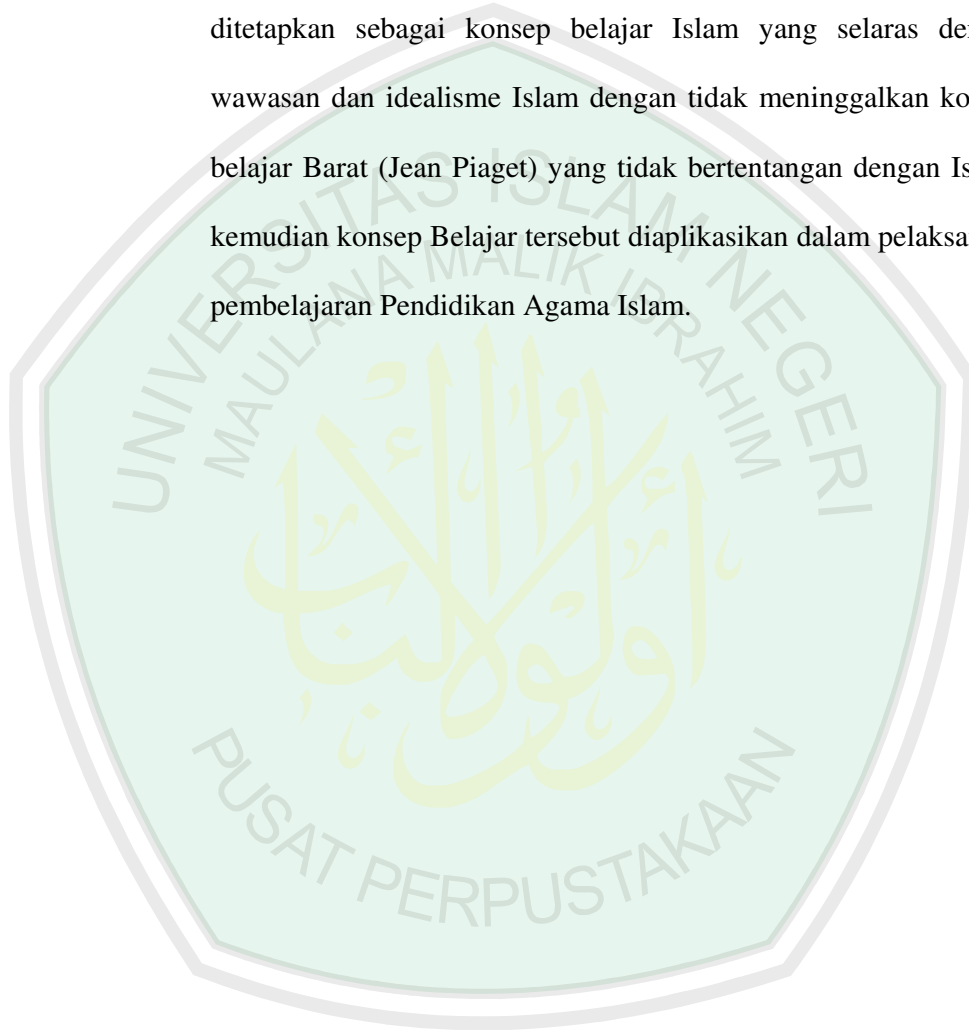 ditetapkan sebagai konsep belajar Islam yang selaras
wawasan dan idealisme Islam dengan tidak meninggalkan
belajar Barat (Jean Piaget) yang tidak bertentangan dengan
kemudian konsep Belajar tersebut diaplikasikan dalam
pembelajaran Pendidikan Agama Islam.
UNIVERSITAS ISLAM NEGERI
MAULANA MALIK IBRAHIM
أولوا الألباب
PUSAT PERPUSTAKAAN